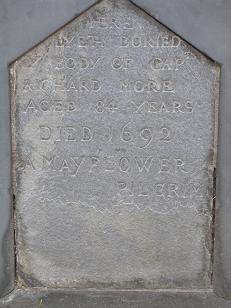 HERE
LYETH BURIED
Y BODY OF CAP
RICHARD MORE
AGED 84 YEARS
DIED 1692
A MAYFLOWER
PILGRIM